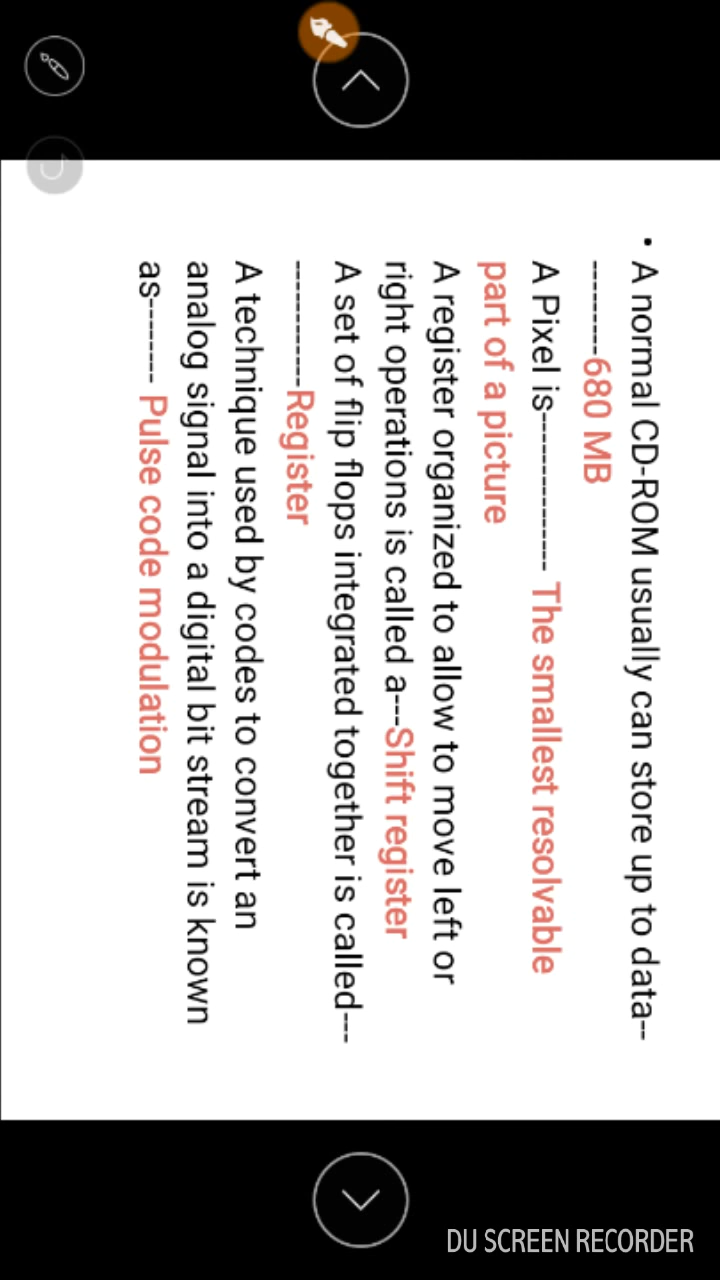 • A normal CD-ROM usually can store up to data--
----------680 MB
A Pixel is--------------- The smallest resolvable
part of a picture
A register organized to allow to move left or
right operations is called a---Shift register
A set of flip flops integrated together is called---
------------Register
A technique used by codes to convert an
analog signal into a digital bit stream is known
as------- Pulse code modulation
DU SCREEN RECORDER